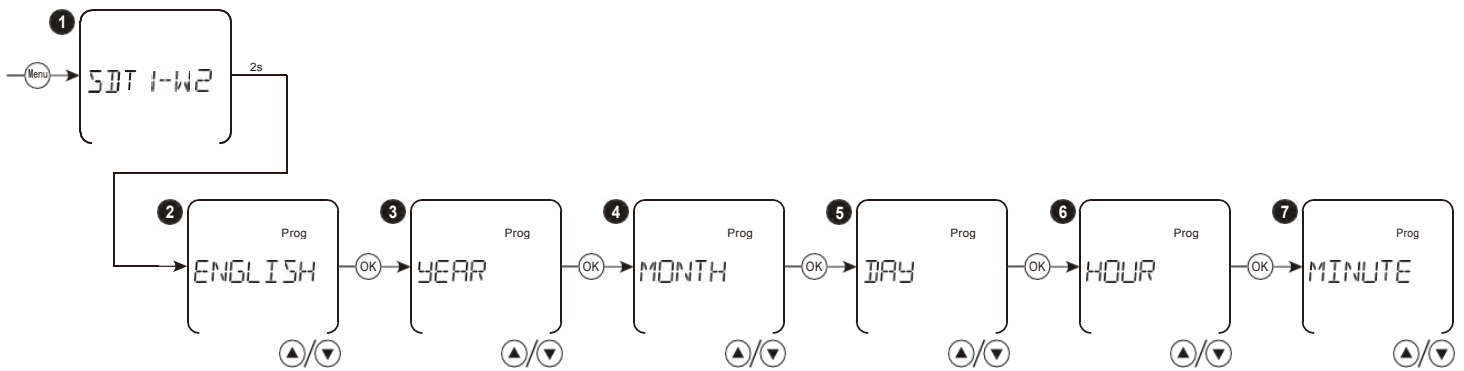 1
Menu
SDT 1-W2
2s
2 3 4 5 6 7
Prog Prog Prog Prog Prog Prog
ENGLISH OK YEAR OK MONTH OK DAY OK HOUR OK MINUTE
▲/▼ ▲/▼ ▲/▼ ▲/▼ ▲/▼ ▲/▼